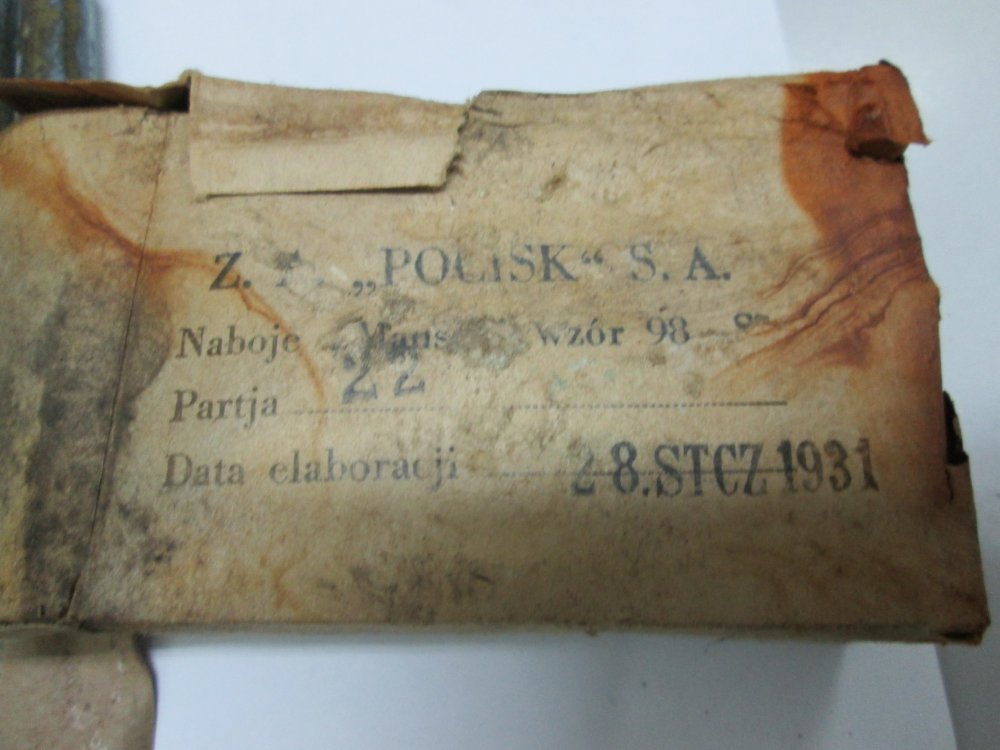 Z. A. „POCISK“ S. A.
Naboje wzór 98
Partja 22
Data elaboracji 28.STCZ 1931